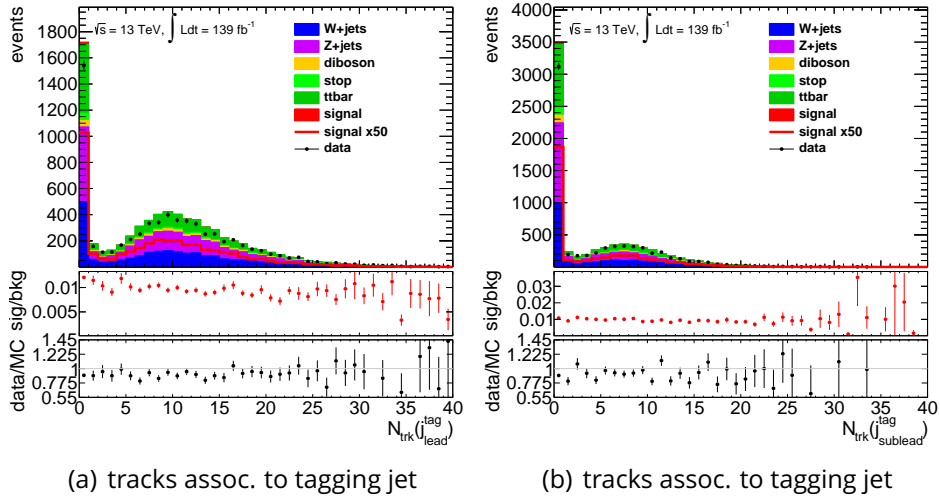 events
√s = 13 TeV, ∫ Ldt = 139 fb⁻¹
W+jets
Z+jets
diboson
stop
ttbar
signal
signal x50
data
1800
1600
1400
1200
1000
800
600
400
200
sig/bkg
0.01
0.005
data/MC
1.45
1.225
1
0.775
0.55
0 5 10 15 20 25 30 35 40
N_trk(j_lead^tag)
(a) tracks assoc. to tagging jet
events
√s = 13 TeV, ∫ Ldt = 139 fb⁻¹
W+jets
Z+jets
diboson
stop
ttbar
signal
signal x50
data
4000
3500
3000
2500
2000
1500
1000
500
sig/bkg
0.03
0.02
0.01
data/MC
1.45
1.225
1
0.775
0.55
0 5 10 15 20 25 30 35 40
N_trk(j_sublead^tag)
(b) tracks assoc. to tagging jet